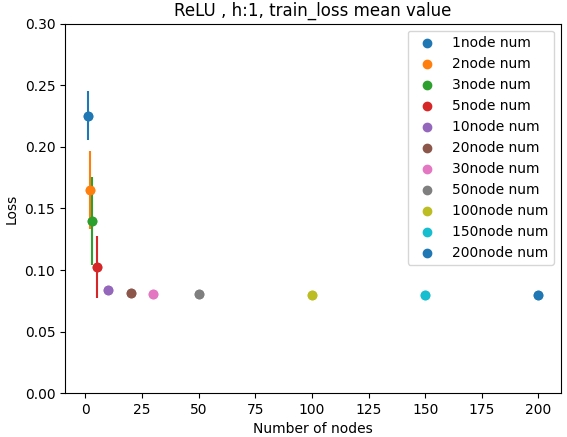 ReLU , h:1, train_loss mean value
0.30
0.25
0.20
0.15
0.10
0.05
0.00
Loss
1node num
2node num
3node num
5node num
10node num
20node num
30node num
50node num
100node num
150node num
200node num
0 25 50 75 100 125 150 175 200
Number of nodes